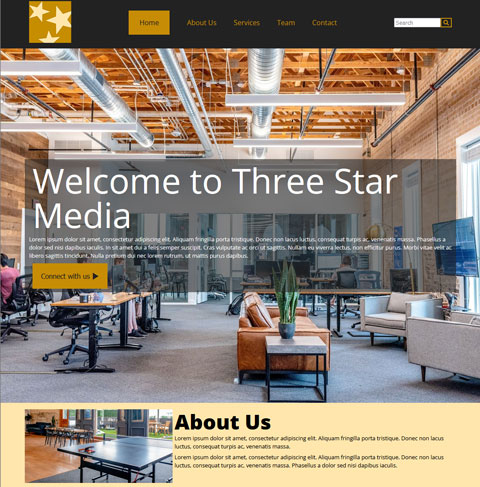 Home About Us Services Team Contact Search
Welcome to Three Star
Media
Lorem ipsum dolor sit amet, consectetur adipiscing elit. Aliquam fringilla porta tristique. Donec non lacus luctus, consequat turpis ac, venenatis massa. Phasellus a
dolor sed nisi dapibus iaculis. In sit amet dui a felis semper suscipit. Cras vulputate ac orci ut sagittis. Nullam eu viverra lectus, non efficitur purus. Morbi vitae velit ac
libero sagittis tincidunt. Nulla pretium dui nec lorem rutrum, ut mattis purus dapibus.
Connect with us
About Us
Lorem ipsum dolor sit amet, consectetur adipiscing elit. Aliquam fringilla porta tristique. Donec non lacus luctus,
consequat turpis ac, venenatis massa.
Lorem ipsum dolor sit amet, consectetur adipiscing elit. Aliquam fringilla porta tristique. Donec non lacus luctus,
consequat turpis ac, venenatis massa. Phasellus a dolor sed nisi dapibus iaculis.